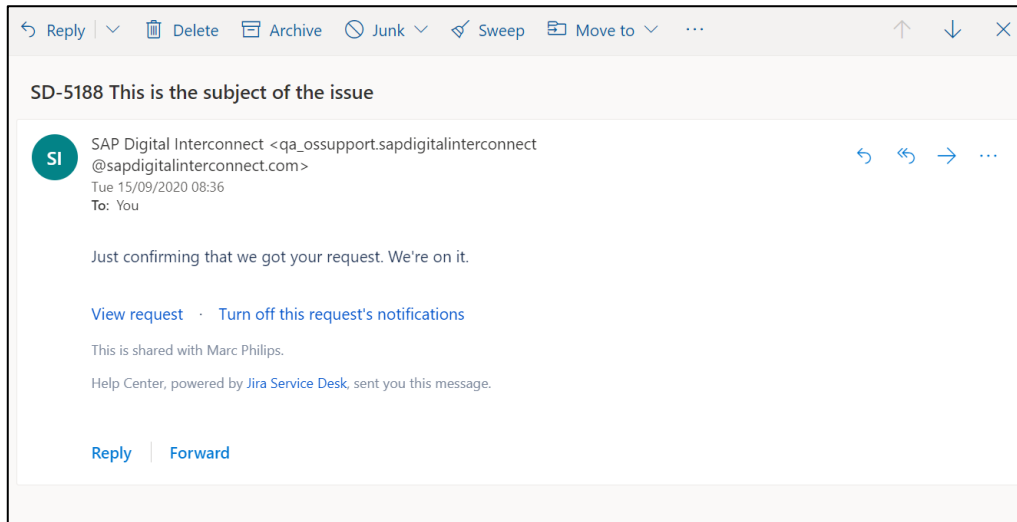 Reply Delete Archive Junk Sweep Move to ...
SD-5188 This is the subject of the issue
SI
SAP Digital Interconnect <qa_ossupport.sapdigitalinterconnect
@sapdigitalinterconnect.com>
Tue 15/09/2020 08:36
To: You
...
Just confirming that we got your request. We're on it.
View request · Turn off this request's notifications
This is shared with Marc Philips.
Help Center, powered by Jira Service Desk, sent you this message.
Reply Forward